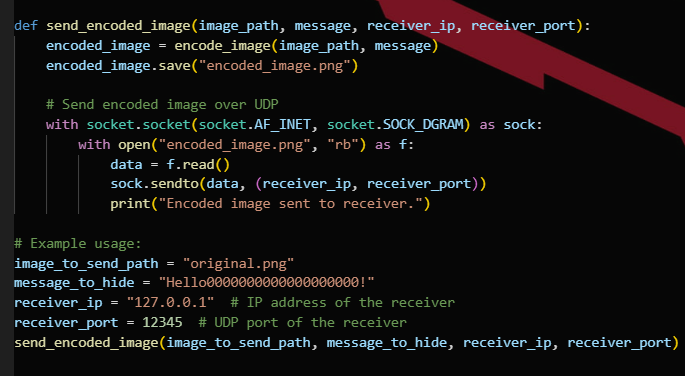 def send_encoded_image(image_path, message, receiver_ip, receiver_port):
    encoded_image = encode_image(image_path, message)
    encoded_image.save("encoded_image.png")

    # Send encoded image over UDP
    with socket.socket(socket.AF_INET, socket.SOCK_DGRAM) as sock:
        with open("encoded_image.png", "rb") as f:
            data = f.read()
            sock.sendto(data, (receiver_ip, receiver_port))
            print("Encoded image sent to receiver.")

# Example usage:
image_to_send_path = "original.png"
message_to_hide = "Hello0000000000000000000!"
receiver_ip = "127.0.0.1"  # IP address of the receiver
receiver_port = 12345  # UDP port of the receiver
send_encoded_image(image_to_send_path, message_to_hide, receiver_ip, receiver_port)